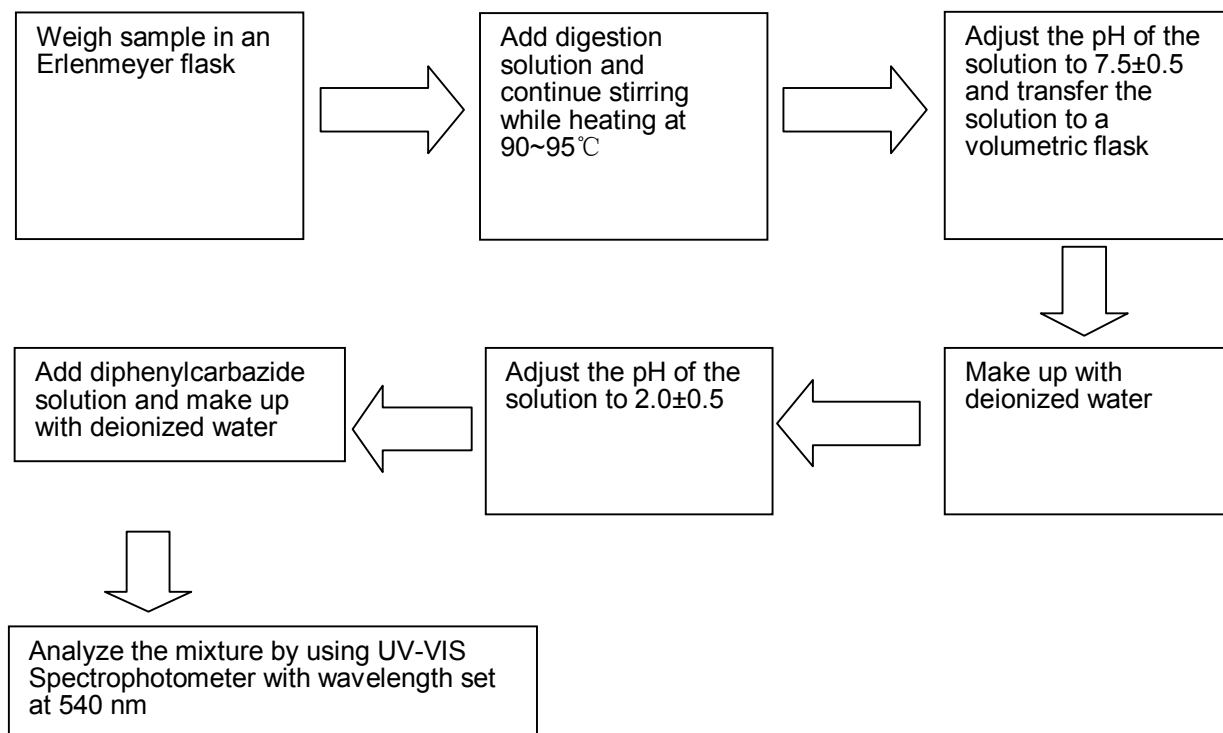 Weigh sample in an
Erlenmeyer flask
Add digestion
solution and
continue stirring
while heating at
90~95℃
Adjust the pH of the
solution to 7.5±0.5
and transfer the
solution to a
volumetric flask
Make up with
deionized water
Adjust the pH of the
solution to 2.0±0.5
Add diphenylcarbazide
solution and make up
with deionized water
Analyze the mixture by using UV-VIS
Spectrophotometer with wavelength set
at 540 nm